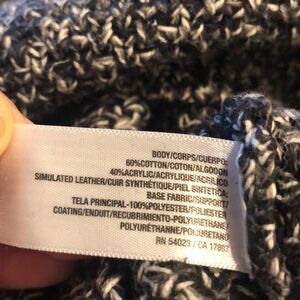 BODY/CORPS/CUERPO:
60%COTTON/COTON/ALGODON
40%ACRYLIC/ACRYLIQUE/ACRILICO
SIMULATED LEATHER/CUIR SYNTHÉTIQUE/PIEL SINTETICA:
BASE FABRIC/SUPPORT/
TELA PRINCIPAL-100%POLYESTER/POLIESTER
COATING/ENDUIT/RECUBRIMIENTO-POLYURETHANE/
POLYURÉTHANNE/POLIURETANO
RN 54023 / CA 17897